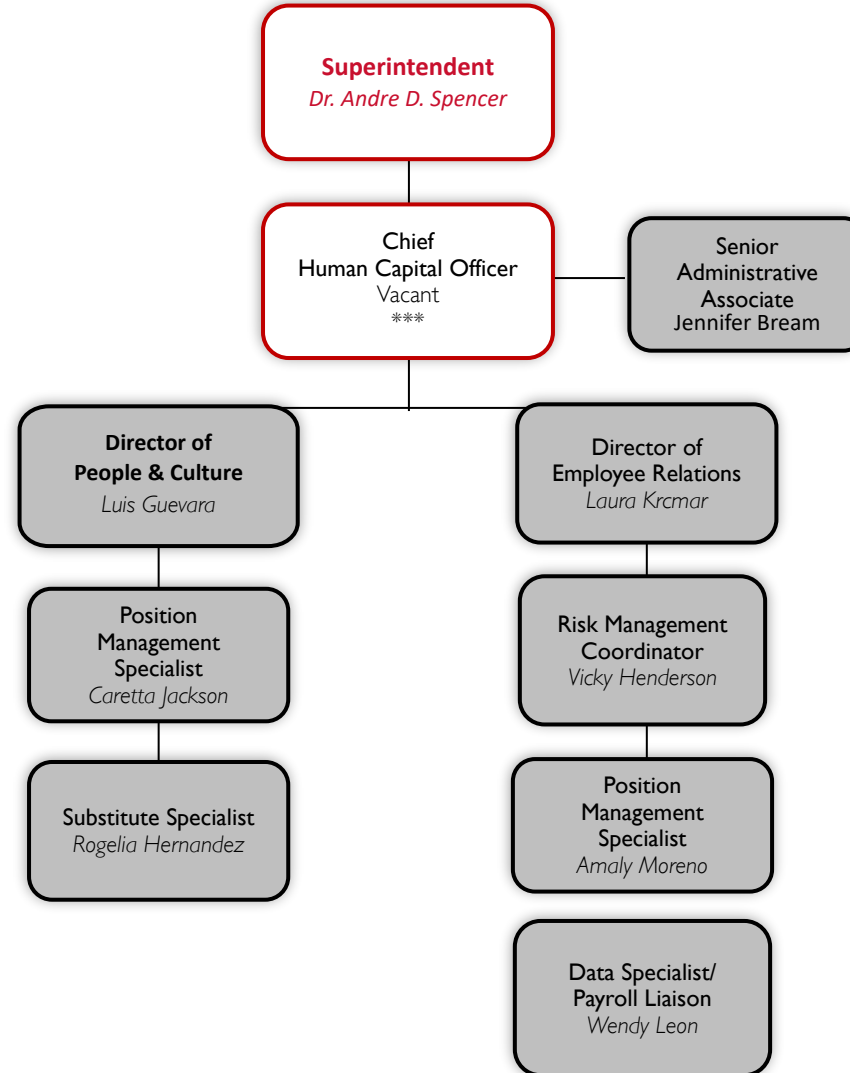 Superintendent
Dr. Andre D. Spencer
Chief
Human Capital Officer
Vacant
***
Senior
Administrative
Associate
Jennifer Bream
Director of
People & Culture
Luis Guevara
Director of
Employee Relations
Laura Krcmar
Position
Management
Specialist
Caretta Jackson
Risk Management
Coordinator
Vicky Henderson
Substitute Specialist
Rogelia Hernandez
Position
Management
Specialist
Amaly Moreno
Data Specialist/
Payroll Liaison
Wendy Leon